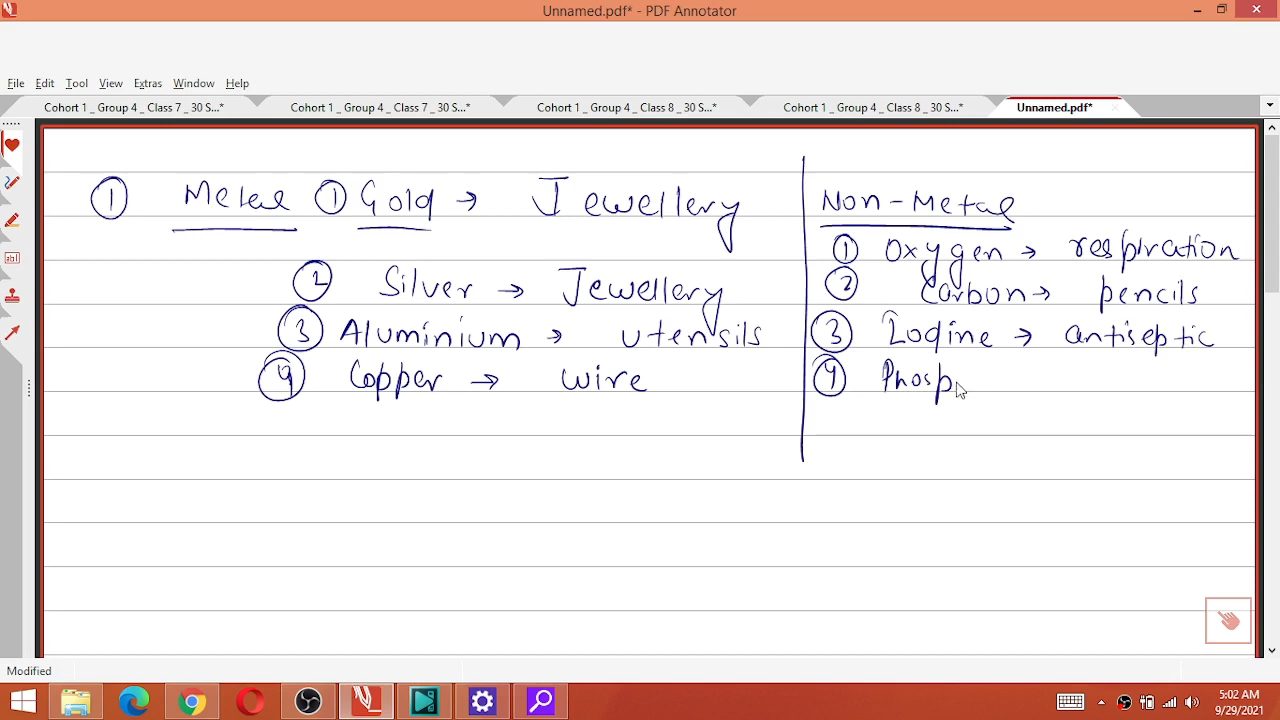 Unnamed.pdf* - PDF Annotator
File Edit Tool View Extras Window Help
Cohort 1 _ Group 4 _ Class 7 _ 30 S...* Cohort 1 _ Group 4 _ Class 7 _ 30 S...* Cohort 1 _ Group 4 _ Class 8 _ 30 S...* Cohort 1 _ Group 4 _ Class 8 _ 30 S...* Unnamed.pdf*
① Metal ① Gold → Jewellery
② Silver → Jewellery
③ Aluminium → utensils
④ Copper → wire
Non-Metal
① Oxygen → respiration
② Carbon → pencils
③ Iodine → antiseptic
④ Phosp
Modified
5:02 AM
9/29/2021